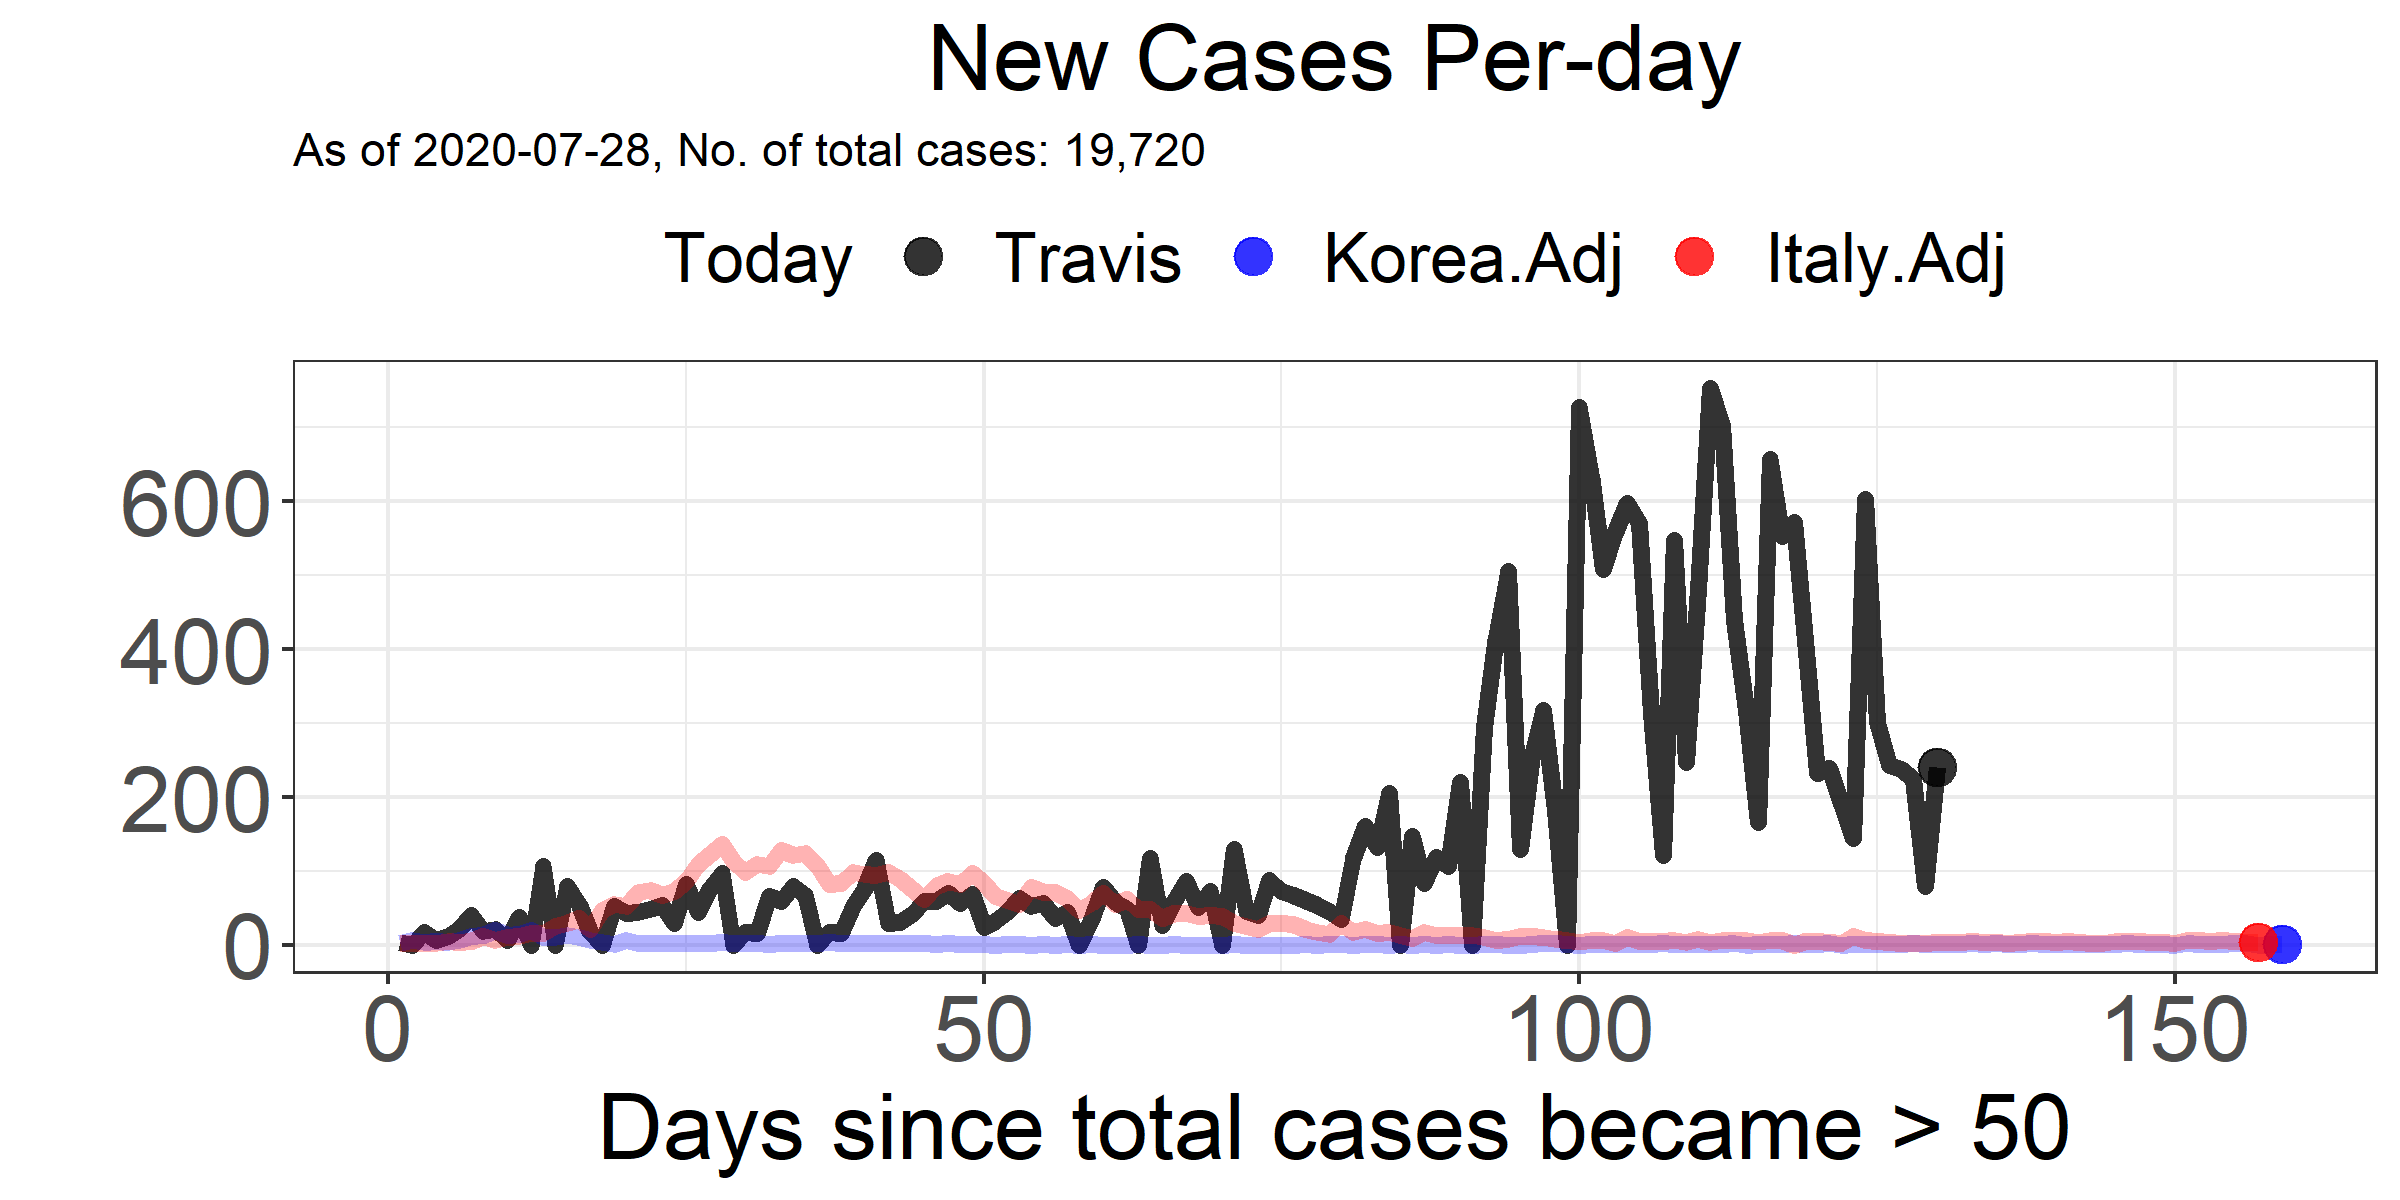 New Cases Per-day
As of 2020-07-28, No. of total cases: 19,720
Today Travis Korea.Adj Italy.Adj
600
400
200
0
0 50 100 150
Days since total cases became > 50